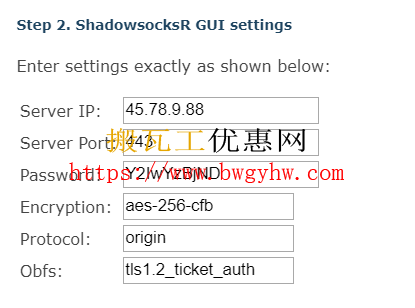 Step 2. ShadowsocksR GUI settings
Enter settings exactly as shown below:
Server IP: 45.78.9.88
Server Port: 443
搬瓦工优惠网
Password:
https://www.bwgyhw.com
Encryption: aes-256-cfb
Protocol: origin
Obfs: tls1.2_ticket_auth